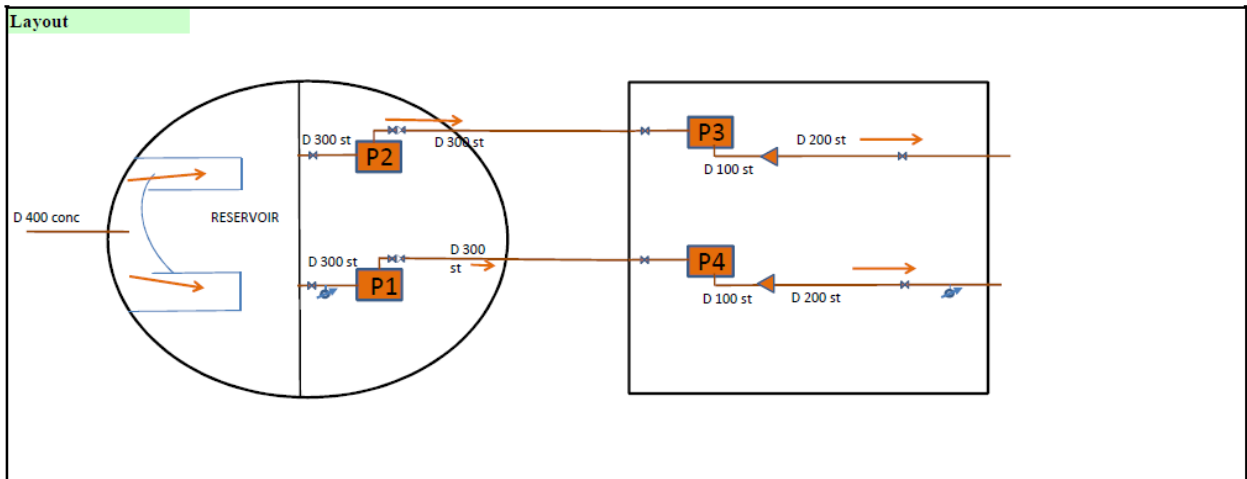 Layout
D 300 st
P2
D 300 st
P3
D 200 st
D 100 st
D 400 conc
RESERVOIR
D 300 st
P1
D 300
st
P4
D 100 st
D 200 st